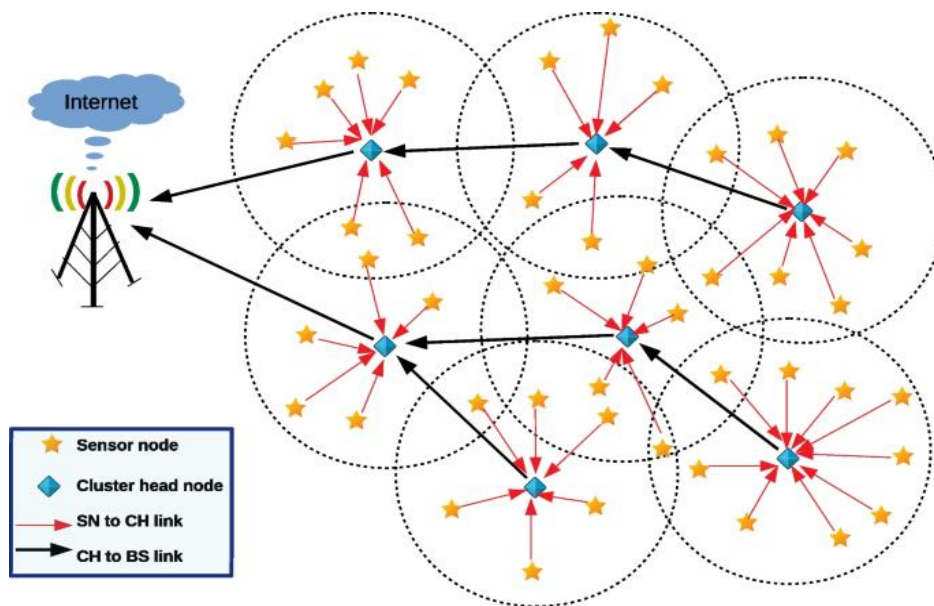 Internet
Sensor node
Cluster head node
SN to CH link
CH to BS link